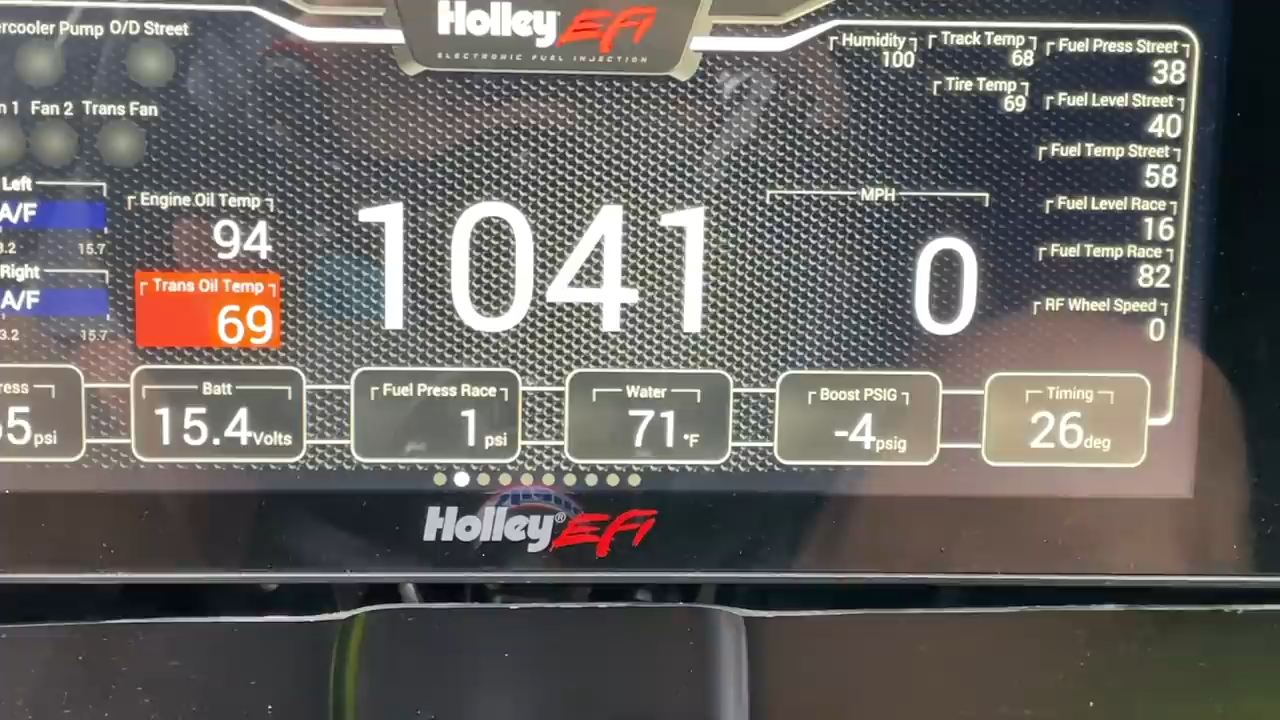 Holley EFI
ELECTRONIC FUEL INJECTION
Pump O/D Street
1 Fan 2 Trans Fan
Left
A/F
15.7
Right
A/F
15.7
Engine Oil Temp
94
Trans Oil Temp
69
1041
MPH
0
Humidity
100
Track Temp
68
Tire Temp
69
Fuel Press Street
38
Fuel Level Street
40
Fuel Temp Street
58
Fuel Level Race
16
Fuel Temp Race
82
RF Wheel Speed
0
psi
Batt
15.4 Volts
Fuel Press Race
1 psi
Water
71 °F
Boost PSIG
-4 psig
Timing
26 deg
Holley® EFI